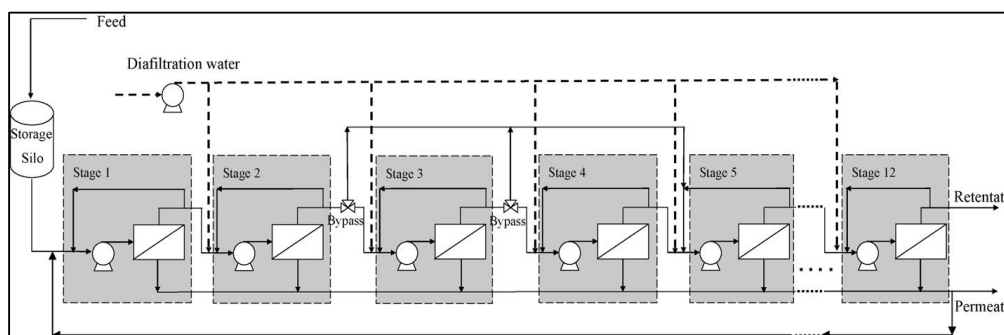 Feed
Diafiltration water
Storage
Silo
Stage 1
Stage 2
Stage 3
Stage 4
Stage 5
Stage 12
Bypass
Bypass
Retentat
Permeat